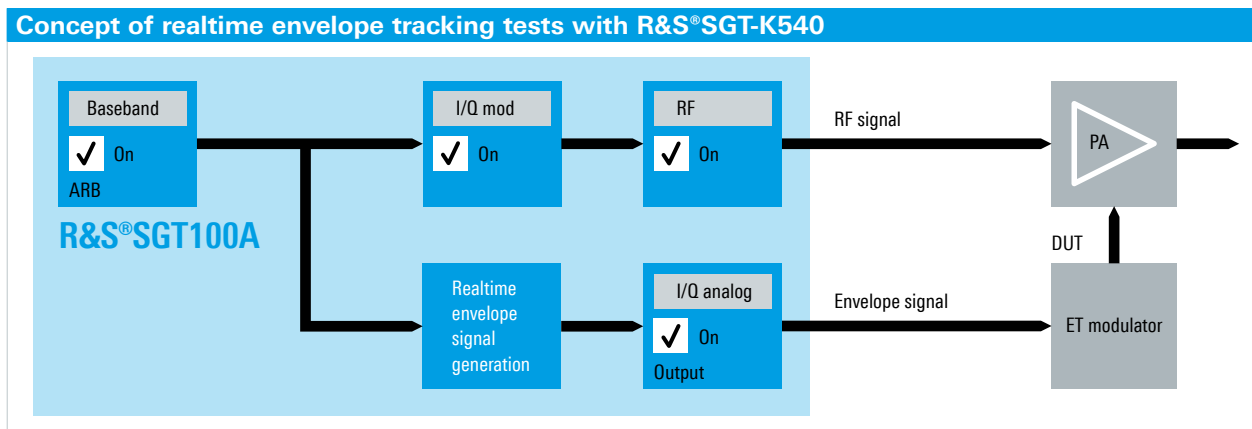 Concept of realtime envelope tracking tests with R&S®SGT-K540
Baseband
On
ARB
I/Q mod
On
RF
On
RF signal
PA
R&S®SGT100A
DUT
Realtime
envelope
signal
generation
I/Q analog
On
Output
Envelope signal
ET modulator